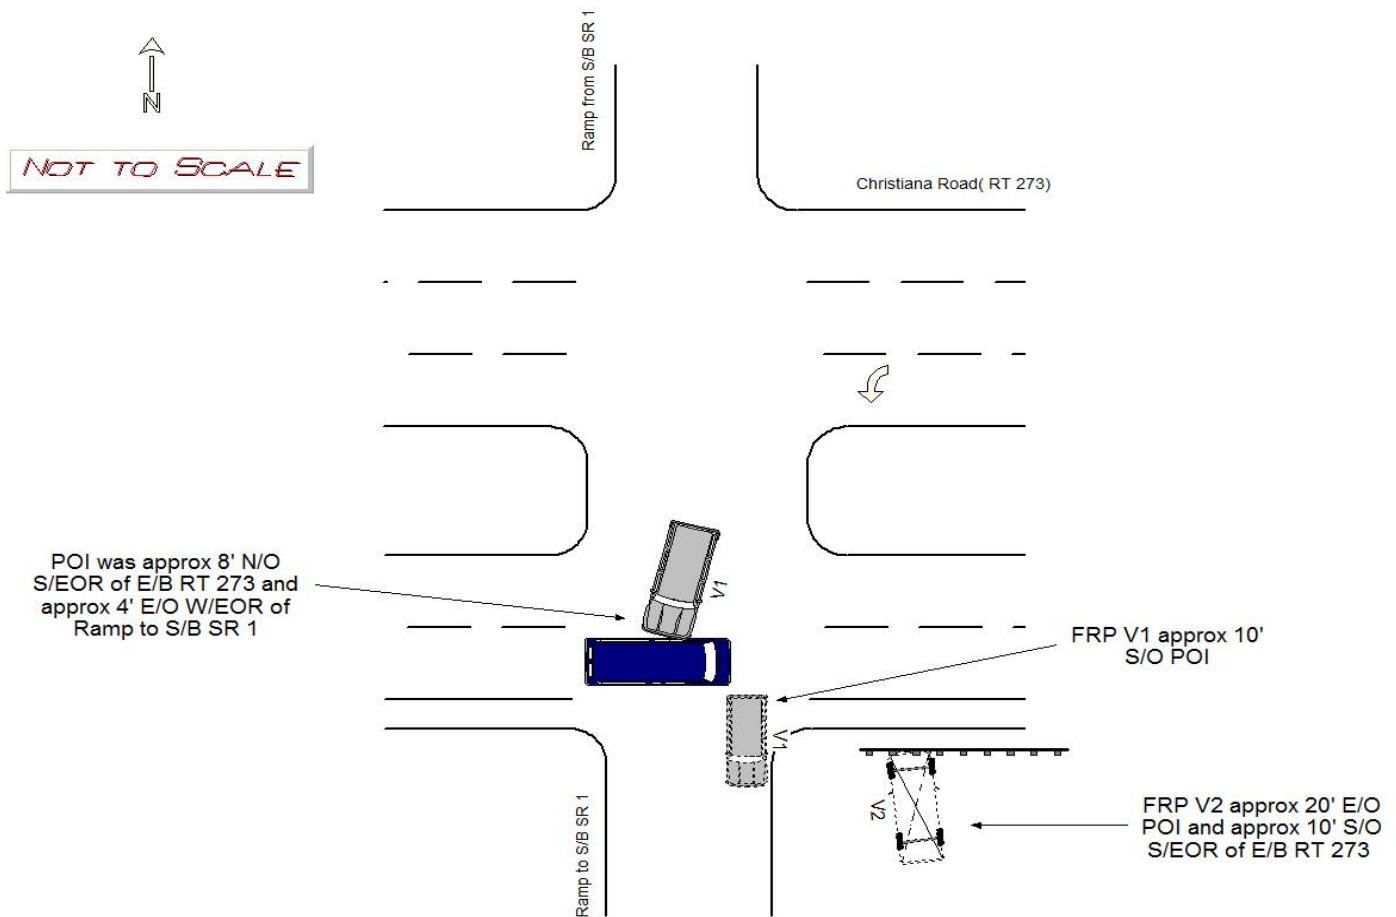 Ramp from S/B SR 1
N
NOT TO SCALE
Christiana Road( RT 273)
V1
POI was approx 8' N/O
S/EOR of E/B RT 273 and
approx 4' E/O W/EOR of
Ramp to S/B SR 1
FRP V1 approx 10'
S/O POI
V1
V2
FRP V2 approx 20' E/O
POI and approx 10' S/O
S/EOR of E/B RT 273
Ramp to S/B SR 1